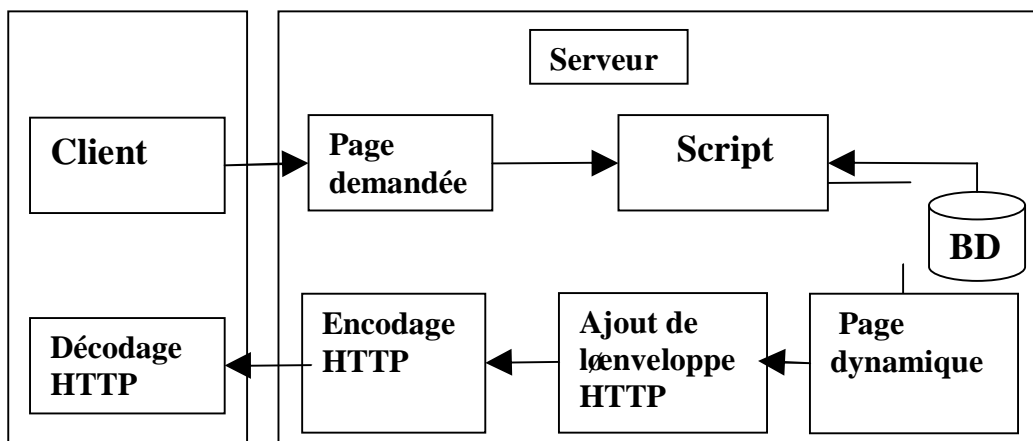 Serveur
Client
Page
demandée
Script
BD
Décodage
HTTP
Encodage
HTTP
Ajout de
løenveloppe
HTTP
Page
dynamique